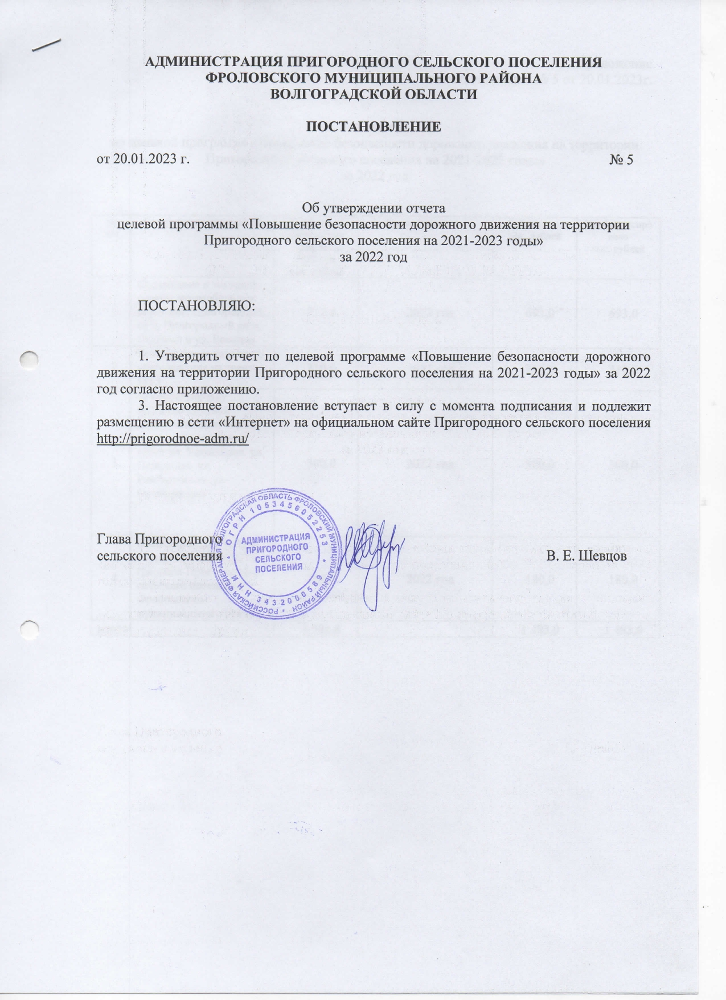 АДМИНИСТРАЦИЯ ПРИГОРОДНОГО СЕЛЬСКОГО ПОСЕЛЕНИЯ
ФРОЛОВСКОГО МУНИЦИПАЛЬНОГО РАЙОНА
ВОЛГОГРАДСКОЙ ОБЛАСТИ
ПОСТАНОВЛЕНИЕ
от 20.01.2023 г. № 5
Об утверждении отчета
целевой программы «Повышение безопасности дорожного движения на территории
Пригородного сельского поселения на 2021-2023 годы»
за 2022 год
ПОСТАНОВЛЯЮ:
1. Утвердить отчет по целевой программе «Повышение безопасности дорожного
движения на территории Пригородного сельского поселения на 2021-2023 годы» за 2022
год согласно приложению.
3. Настоящее постановление вступает в силу с момента подписания и подлежит
размещению в сети «Интернет» на официальном сайте Пригородного сельского поселения
http://prigorodnoe-adm.ru/
Глава Пригородного
сельского поселения В. Е. Шевцов
РОССИЙСКАЯ ФЕДЕРАЦИЯ ВОЛГОГРАДСКАЯ ОБЛАСТЬ ФРОЛОВСКИЙ МУНИЦИПАЛЬНЫЙ РАЙОН
ОГРН 1053456052253
ИНН 3432000589
АДМИНИСТРАЦИЯ
ПРИГОРОДНОГО
СЕЛЬСКОГО
ПОСЕЛЕНИЯ